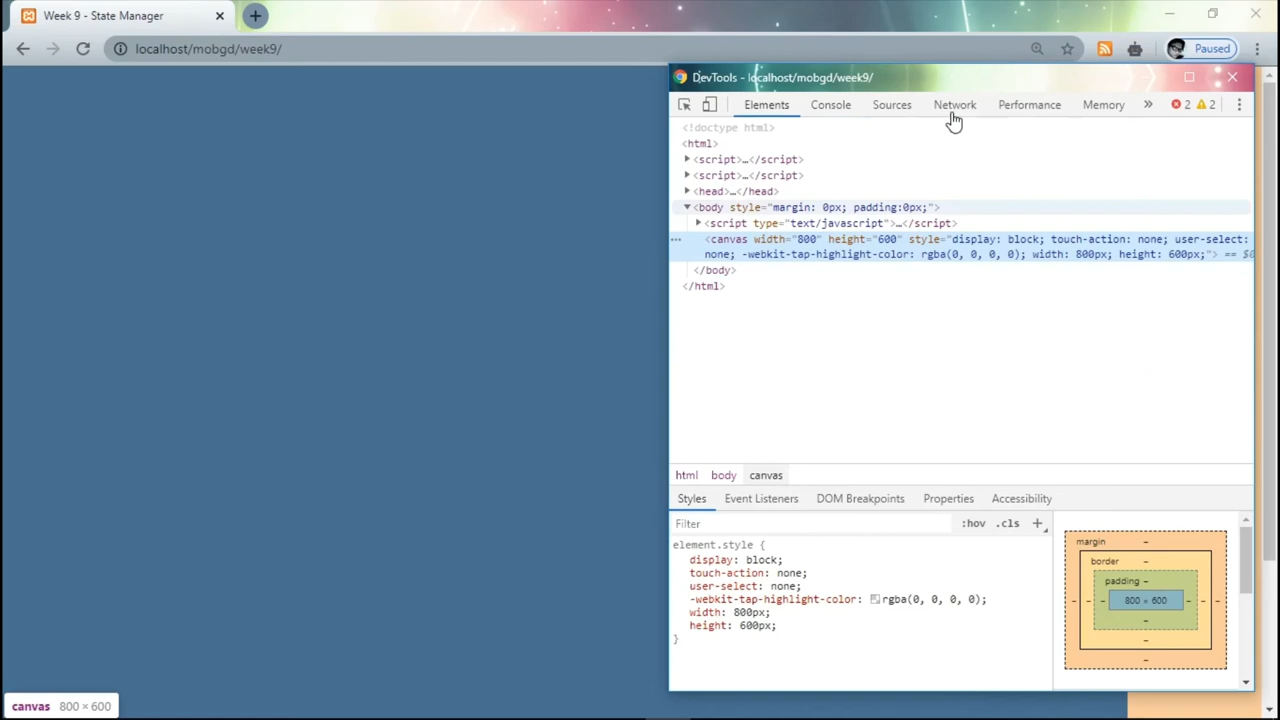 Week 9 - State Manager
localhost/mobgd/week9/
Paused
DevTools - localhost/mobgd/week9/
Elements Console Sources Network Performance Memory » 2 2
<!doctype html>
<html>
<script>…</script>
<script>…</script>
<head>…</head>
<body style="margin: 0px; padding:0px;">
<script type="text/javascript">…</script>
<canvas width="800" height="600" style="display: block; touch-action: none; user-select:
none; -webkit-tap-highlight-color: rgba(0, 0, 0, 0); width: 800px; height: 600px;"> == $0
</body>
</html>
html body canvas
Styles Event Listeners DOM Breakpoints Properties Accessibility
Filter :hov .cls +
element.style {
display: block;
touch-action: none;
user-select: none;
-webkit-tap-highlight-color: rgba(0, 0, 0, 0);
width: 800px;
height: 600px;
}
margin –
border –
padding –
– – – 800 × 600 – – –
–
–
–
canvas 800 × 600